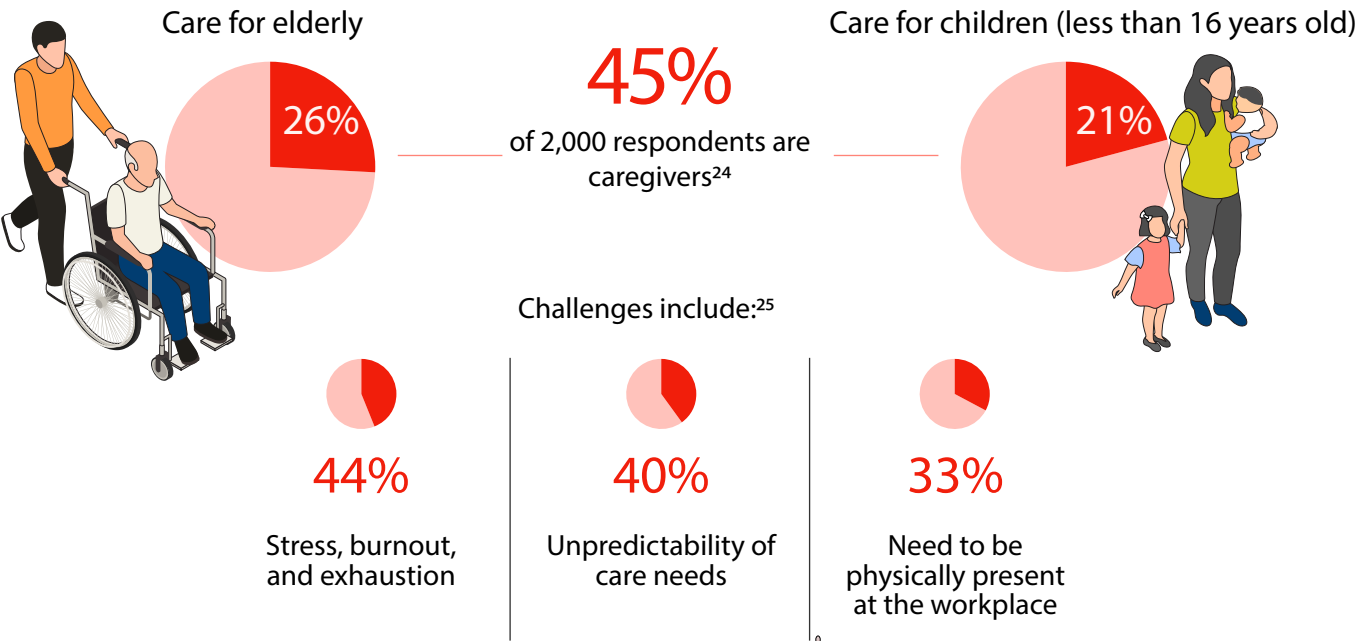 Care for elderly
26%
45%
of 2,000 respondents are
caregivers²⁴
Care for children (less than 16 years old)
21%
Challenges include:²⁵
44%
Stress, burnout,
and exhaustion
40%
Unpredictability of
care needs
33%
Need to be
physically present
at the workplace